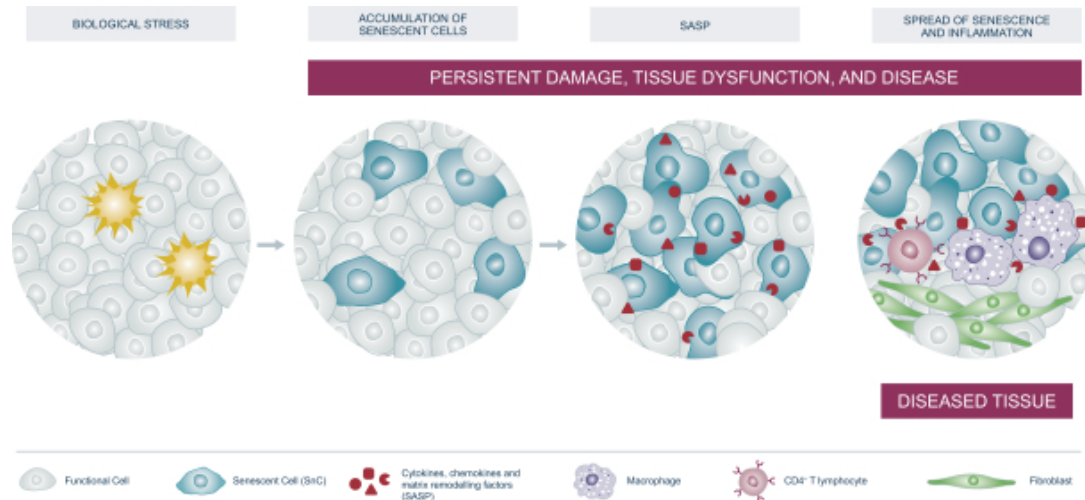 BIOLOGICAL STRESS
ACCUMULATION OF
SENESCENT CELLS
SASP
SPREAD OF SENESCENCE
AND INFLAMMATION
PERSISTENT DAMAGE, TISSUE DYSFUNCTION, AND DISEASE
DISEASED TISSUE
Functional Cell
Senescent Cell (SnC)
Cytokines, chemokines and
matrix remodelling factors
(SASP)
Macrophage
CD4⁺ T lymphocyte
Fibroblast